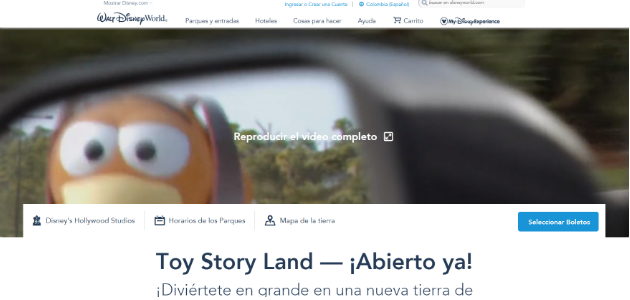 Mostrar Disney.com
Ingresar o Crear una Cuenta | Colombia (Español)
Buscar en disneyworld.com
Walt Disney World.
Parques y entradas
Hoteles
Cosas para hacer
Ayuda
Carrito
My Disney Experience
Reproducir el video completo
Disney's Hollywood Studios
Horarios de los Parques
Mapa de la tierra
Seleccionar Boletos
Toy Story Land — ¡Abierto ya!
¡Diviértete en grande en una nueva tierra de